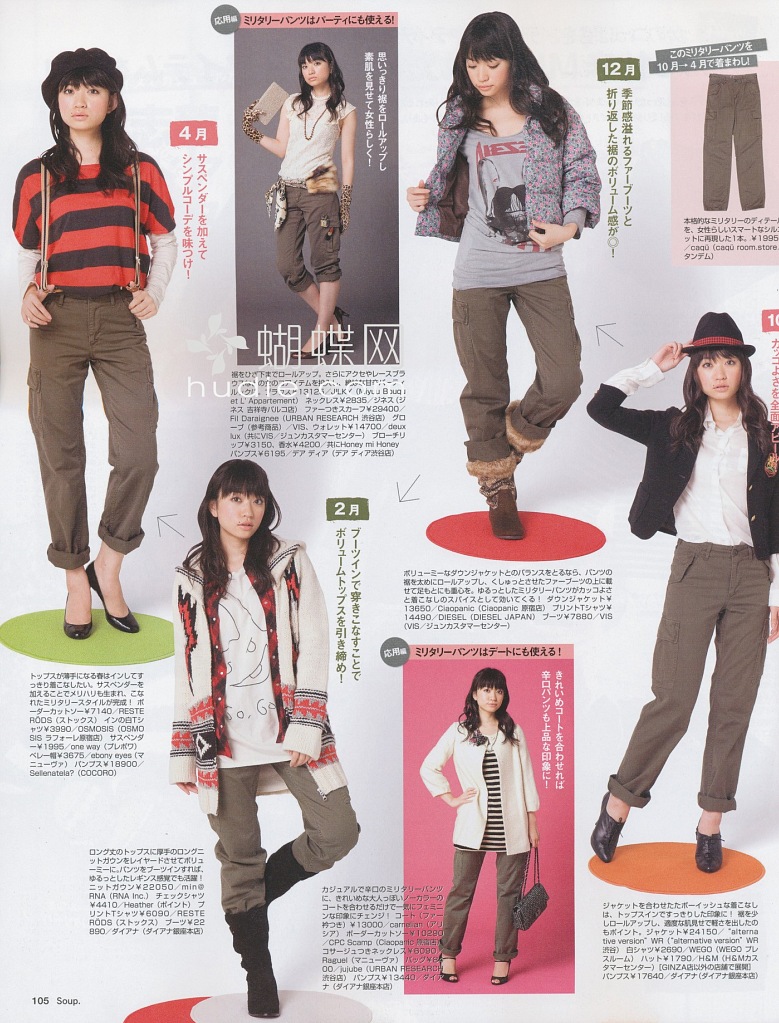 応用編 ミリタリーパンツはパーティにも使える!
思いっきり裾をロールアップし
素肌を見せて女性らしく!
12月
季節感溢れるファーブーツと
折り返した裾のボリューム感が◎!
このミリタリーパンツを
10月→4月で着まわし!
本格的なミリタリーのディテー
を、女性らしいスマートなシルエ
ットに再現した1本。¥1995
/caqū (caqū room.store.
タンデム)
4月
サスペンダーを加えて
シンプルコーデを味つけ!
蝴蝶网
裾をひざ下までロールアップ。さらにアクセやレースブラ
et L' Appartement) ネックレス¥2835/ジネス(ジ
ネス 吉祥寺パルコ店) ファーつきスカーフ¥29400/
Fil Daraignee (URBAN RESEARCH 渋谷店) グロ
ーブ(参考商品)/VIS、ウォレット¥14700/deux
lux (共にVIS/ジュンカスタマーセンター) ブローチリ
ップ¥3150、香水¥4200/共にHoney mi Honey
パンプス¥6195/デア ディア(デア ディア渋谷店)
10
カッコよさを全面アピー
2月
ブーツインで穿きこなすことで
ボリュームトップスを引き締め!
ボリューミーなダウンジャケットとのバランスをとるなら、パンツの
裾を太めにロールアップし、くしゅっとさせたファーブーツの上に載
せて足もとにも重心を。ゆるっとしたミリタリーパンツがカッコよさ
と着こなしのスパイスとして効いてくる! ダウンジャケット¥
13650/Ciaopanic (Ciaopanic 原宿店) プリントTシャツ¥
14490/DIESEL (DIESEL JAPAN) ブーツ¥7880/VIS
(VIS/ジュンカスタマーセンター)
トップスが薄手になる春はインしてす
っきり着こなしたい。サスペンダーを
加えることでメリハリも生まれ、こな
れたミリタリースタイルが完成! ボ
ーダーカットソー¥7140/RESTE
RÖDS (ストックス) インの白Tシ
ャツ¥3990/OSMOSIS (OSMO
SIS ラフォーレ原宿店) サスペンダ
ー¥1995/one way (プレポワ)
ベレー帽¥3675/ebony eyes (マ
ニューヴァ) パンプス¥18900/
Sellenatela? (COCORO)
応用編 ミリタリーパンツはデートにも使える!
きれいめコートを合わせれば
辛口パンツも上品な印象に!
ロング丈のトップスに厚手のロングニ
ットガウンをレイヤードさせてボリュ
ーミーに。パンツをブーツインすれば、
ゆるっとしたレギンス感覚でも活躍!
ニットガウン¥22050/min@
RNA (RNA Inc.) チェックシャツ
¥4410/Heather (ポイント) プ
リントTシャツ¥6090/RESTE
RÖDS (ストックス) ブーツ¥22
890/ダイアナ(ダイアナ銀座本店)
カジュアルで辛口のミリタリーパンツ
に、きれいめな大人っぽいノーカラーの
コートを合わせるだけで一気にフェミニ
ンな印象にチェンジ! コート(ファー
衿つき)¥13000/carmelian (アリ
シア) ボーダーカットソー¥10290
/CPC Scamp (Ciaopanic 原宿店)
コサージュつきネックレス¥6090/
Raguel (マニューヴァ) バッグ¥84
00/jujube (URBAN RESEARCH
渋谷店) パンプス¥13440/ダイア
ナ(ダイアナ銀座本店)
ジャケットを合わせたボーイッシュな着こなし
は、トップスインですっきりした印象に! 裾を少
しロールアップし、適度な肌見せで軽さを出したの
もポイント。ジャケット¥24150/"alterna
tive version" WR ("alternative version" WR
渋谷) 白シャツ¥2690/WEGO (WEGO プレ
スルーム) ハット¥1790/H&M (H&Mカス
タマーセンター) [GINZA店以外の店舗で展開]
パンプス¥17640/ダイアナ(ダイアナ銀座本店)
105 Soup.